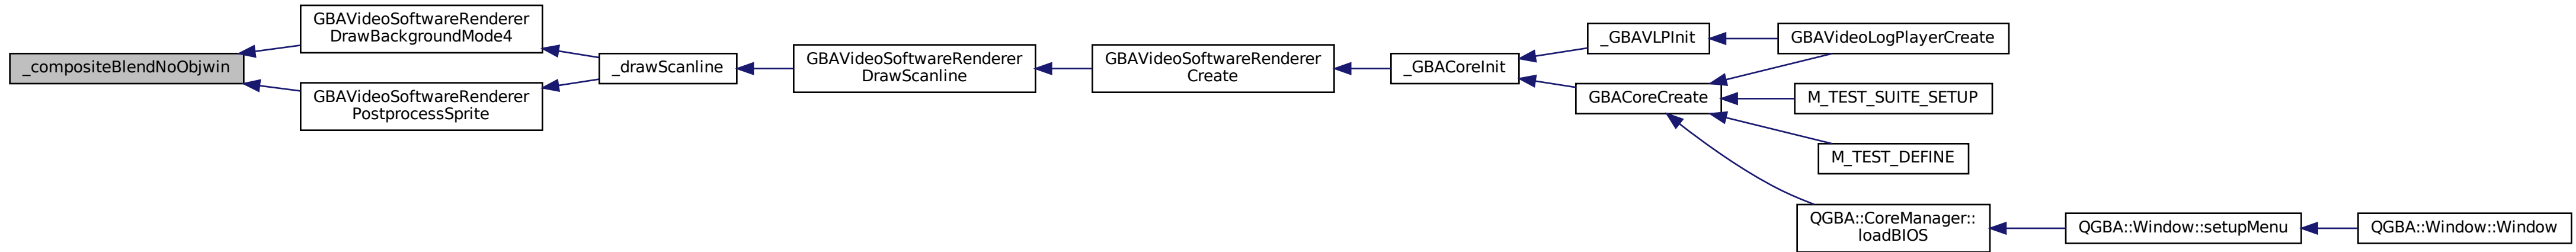 _compositeBlendNoObjwin
GBAVideoSoftwareRenderer
DrawBackgroundMode4
GBAVideoSoftwareRenderer
PostprocessSprite
_drawScanline
GBAVideoSoftwareRenderer
DrawScanline
GBAVideoSoftwareRenderer
Create
_GBACoreInit
_GBAVLPInit
GBACoreCreate
GBAVideoLogPlayerCreate
M_TEST_SUITE_SETUP
M_TEST_DEFINE
QGBA::CoreManager::
loadBIOS
QGBA::Window::setupMenu
QGBA::Window::Window